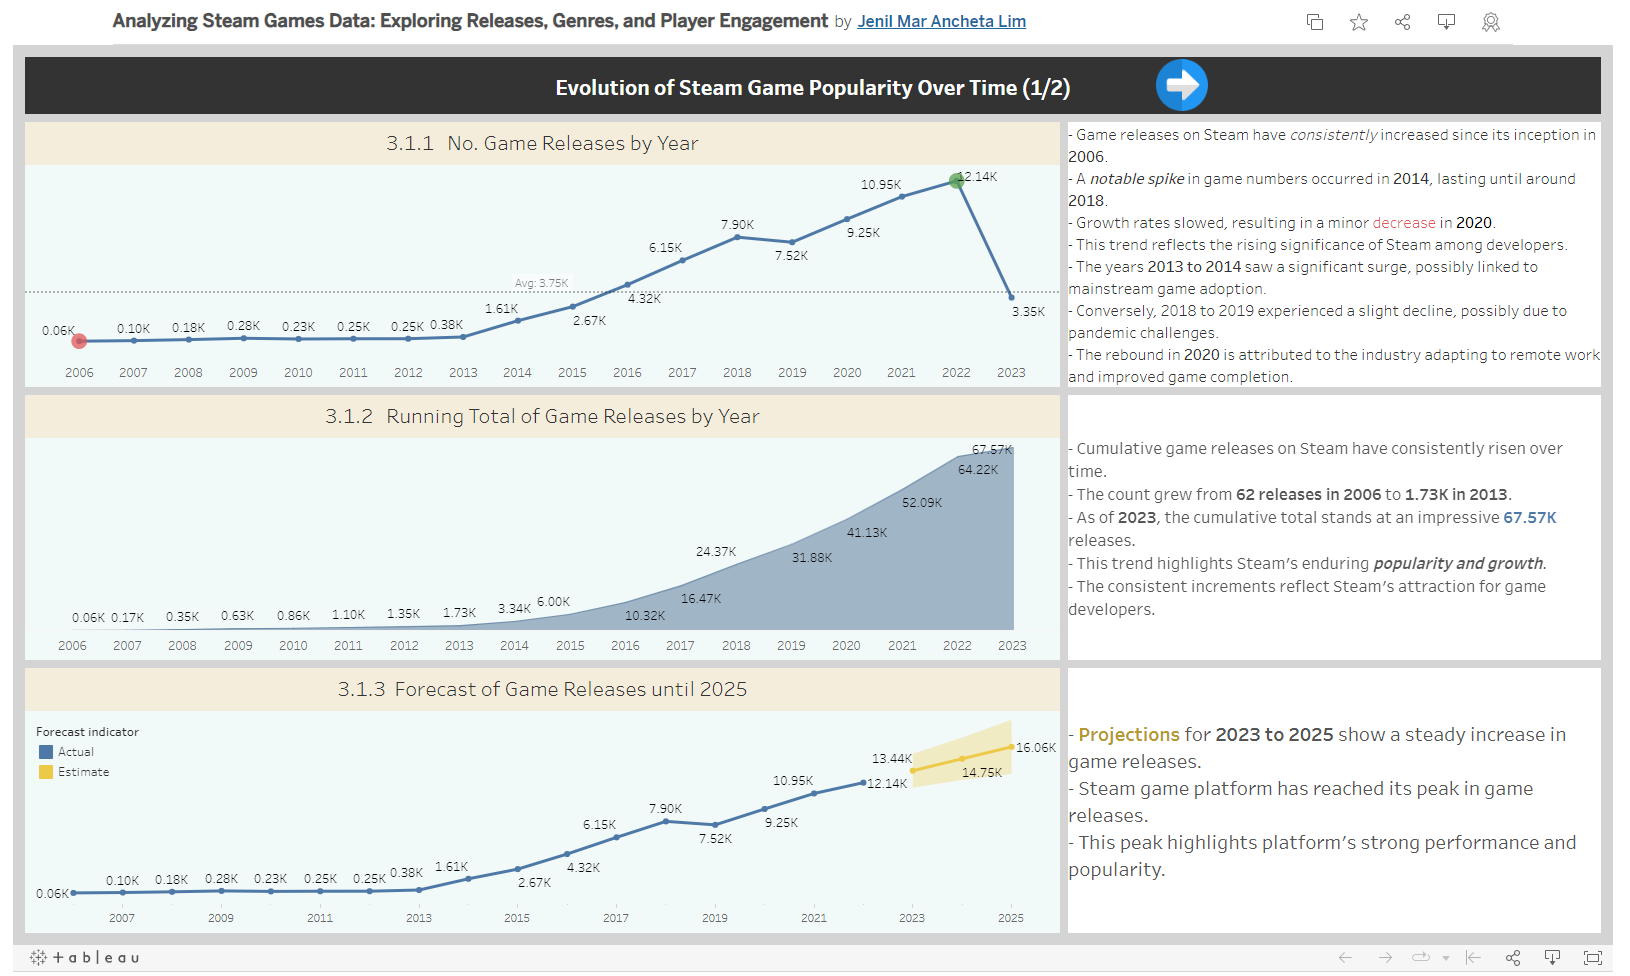 Analyzing Steam Games Data: Exploring Releases, Genres, and Player Engagement by Jenil Mar Ancheta Lim
Evolution of Steam Game Popularity Over Time (1/2)
3.1.1 No. Game Releases by Year
0.06K 0.10K 0.18K 0.28K 0.23K 0.25K 0.25K 0.38K 1.61K 2.67K 4.32K 6.15K 7.90K 7.52K 9.25K 10.95K 12.14K 3.35K
Avg: 3.75K
2006 2007 2008 2009 2010 2011 2012 2013 2014 2015 2016 2017 2018 2019 2020 2021 2022 2023
- Game releases on Steam have consistently increased since its inception in
2006.
- A notable spike in game numbers occurred in 2014, lasting until around
2018.
- Growth rates slowed, resulting in a minor decrease in 2020.
- This trend reflects the rising significance of Steam among developers.
- The years 2013 to 2014 saw a significant surge, possibly linked to
mainstream game adoption.
- Conversely, 2018 to 2019 experienced a slight decline, possibly due to
pandemic challenges.
- The rebound in 2020 is attributed to the industry adapting to remote work
and improved game completion.
3.1.2 Running Total of Game Releases by Year
0.06K 0.17K 0.35K 0.63K 0.86K 1.10K 1.35K 1.73K 3.34K 6.00K 10.32K 16.47K 24.37K 31.88K 41.13K 52.09K 64.22K 67.57K
2006 2007 2008 2009 2010 2011 2012 2013 2014 2015 2016 2017 2018 2019 2020 2021 2022 2023
- Cumulative game releases on Steam have consistently risen over
time.
- The count grew from 62 releases in 2006 to 1.73K in 2013.
- As of 2023, the cumulative total stands at an impressive 67.57K
releases.
- This trend highlights Steam's enduring popularity and growth.
- The consistent increments reflect Steam's attraction for game
developers.
3.1.3 Forecast of Game Releases until 2025
Forecast indicator
Actual
Estimate
0.06K 0.10K 0.18K 0.28K 0.23K 0.25K 0.25K 0.38K 1.61K 2.67K 4.32K 6.15K 7.90K 7.52K 9.25K 10.95K 12.14K 13.44K 14.75K 16.06K
2007 2009 2011 2013 2015 2017 2019 2021 2023 2025
- Projections for 2023 to 2025 show a steady increase in
game releases.
- Steam game platform has reached its peak in game
releases.
- This peak highlights platform's strong performance and
popularity.
+ableau